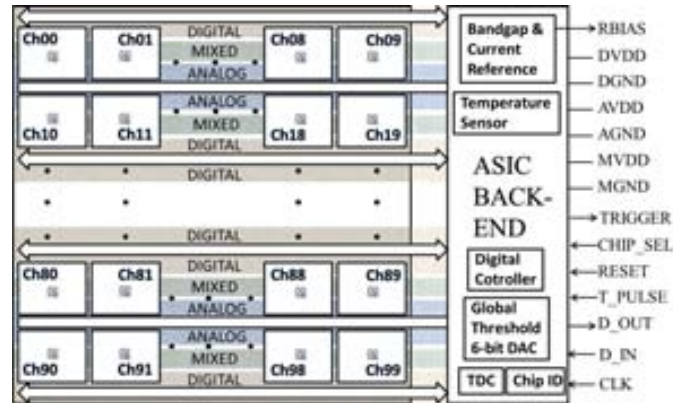 DIGITAL
Ch00 Ch01 MIXED Ch08 Ch09
ANALOG
ANALOG
Ch10 Ch11 MIXED Ch18 Ch19
DIGITAL
DIGITAL
DIGITAL
DIGITAL
Ch80 Ch81 MIXED Ch88 Ch89
ANALOG
ANALOG
Ch90 Ch91 MIXED Ch98 Ch99
DIGITAL
Bandgap &
Current
Reference
Temperature
Sensor
ASIC
BACK-
END
Digital
Cotroller
Global
Threshold
6-bit DAC
TDC Chip ID
RBIAS
DVDD
DGND
AVDD
AGND
MVDD
MGND
TRIGGER
CHIP_SEL
RESET
T_PULSE
D_OUT
D_IN
CLK